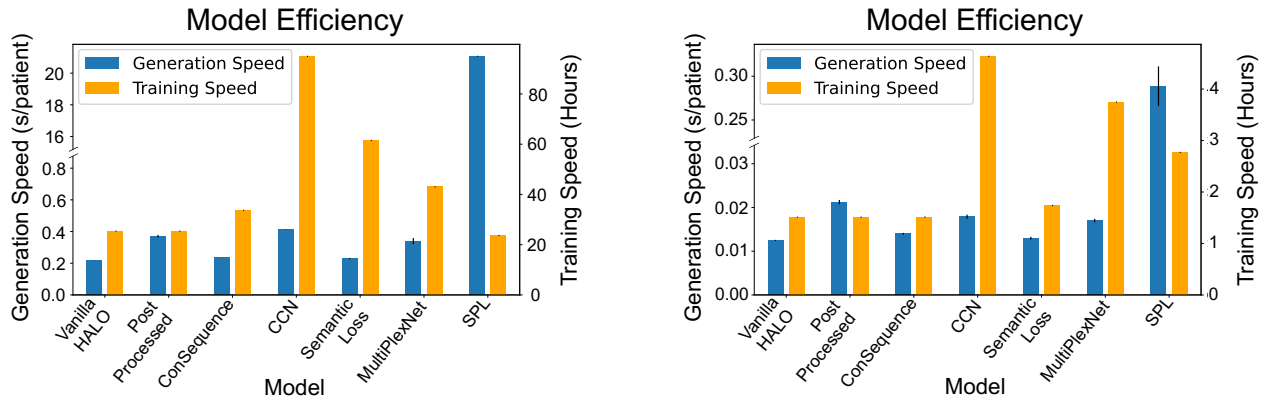 Model Efficiency
Generation Speed (s/patient)
20
18
16
0.8
0.6
0.4
0.2
0.0
Generation Speed
Training Speed
80
60
40
20
0
Training Speed (Hours)
Vanilla
HALO
Post
Processed
ConSequence
CCN
Semantic
Loss
MultiPlexNet
SPL
Model
Model Efficiency
Generation Speed (s/patient)
0.30
0.25
0.03
0.02
0.01
0.00
Generation Speed
Training Speed
.4
.3
.2
.1
.0
Training Speed (Hours)
Vanilla
HALO
Post
Processed
ConSequence
CCN
Semantic
Loss
MultiPlexNet
SPL
Model